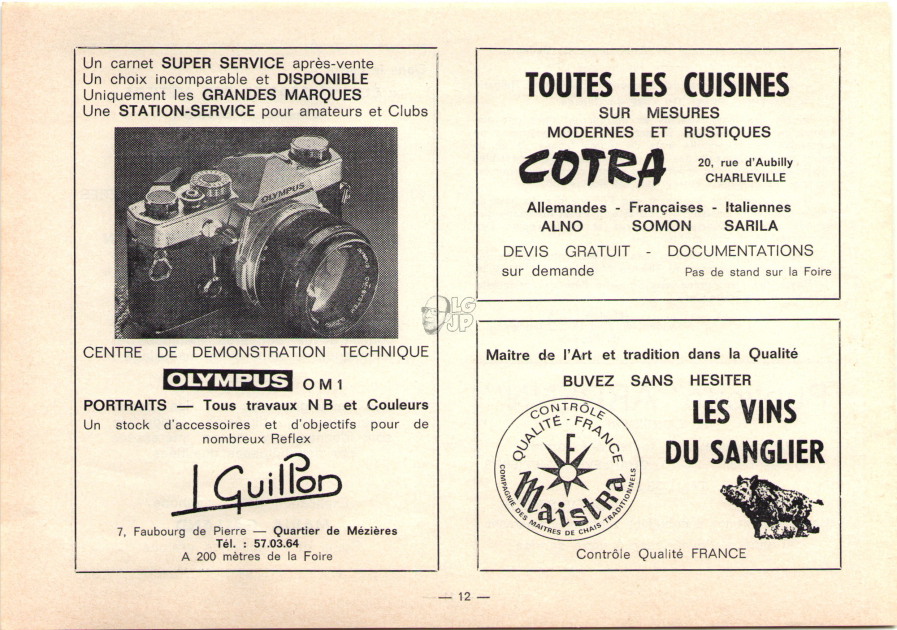 Un carnet SUPER SERVICE après-vente
Un choix incomparable et DISPONIBLE
Uniquement les GRANDES MARQUES
Une STATION-SERVICE pour amateurs et Clubs
OLYMPUS
CENTRE DE DEMONSTRATION TECHNIQUE
OLYMPUS OM1
PORTRAITS — Tous travaux N B et Couleurs
Un stock d'accessoires et d'objectifs pour de
nombreux Reflex
L Guillon
7, Faubourg de Pierre — Quartier de Mézières
Tél. : 57.03.64
A 200 mètres de la Foire
TOUTES LES CUISINES
SUR MESURES
MODERNES ET RUSTIQUES
COTRA
20, rue d'Aubilly
CHARLEVILLE
Allemandes - Françaises - Italiennes
ALNO SOMON SARILA
DEVIS GRATUIT - DOCUMENTATIONS
sur demande Pas de stand sur la Foire
LG
JP
Maitre de l'Art et tradition dans la Qualité
BUVEZ SANS HESITER
CONTRÔLE
QUALITÉ - FRANCE
F
Maistra
COMPAGNIE DES MAITRES DE CHAIS TRADITIONNELS
LES VINS
DU SANGLIER
Contrôle Qualité FRANCE
— 12 —